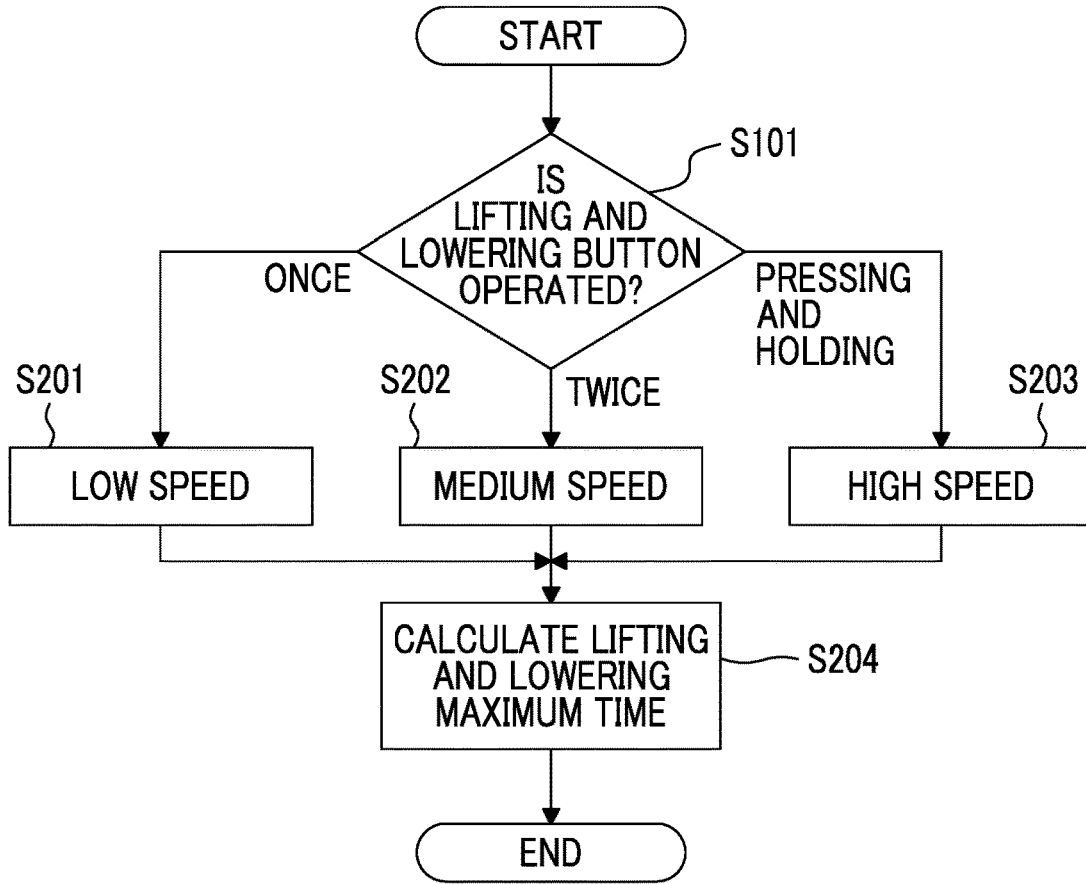 START
S101
IS
LIFTING AND
LOWERING BUTTON
OPERATED?
ONCE
PRESSING
AND
HOLDING
TWICE
S201
S202
S203
LOW SPEED
MEDIUM SPEED
HIGH SPEED
CALCULATE LIFTING
AND LOWERING
MAXIMUM TIME
S204
END